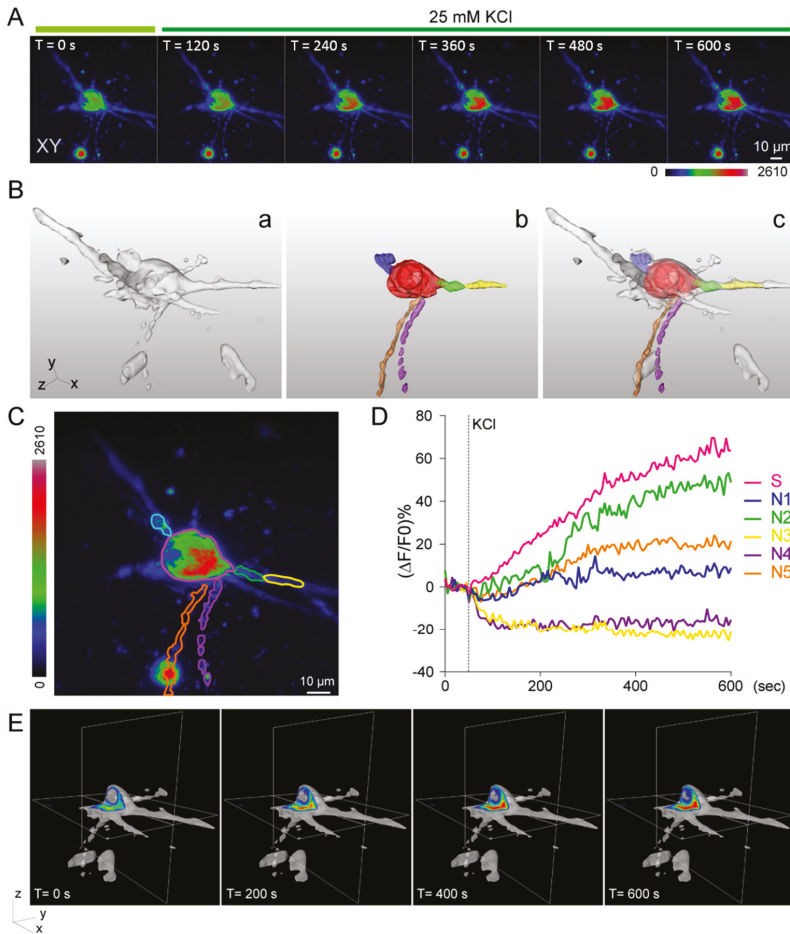 A
25 mM KCl
T = 0 s
T = 120 s
T = 240 s
T = 360 s
T = 480 s
T = 600 s
XY
10 µm
0
2610
B
a
b
c
y
z
x
C
2610
0
10 µm
D
80
60
40
20
0
-20
-40
(ΔF/F0)%
KCl
0
200
400
600
(sec)
S
N1
N2
N3
N4
N5
E
T= 0 s
T= 200 s
T= 400 s
T= 600 s
z
y
x